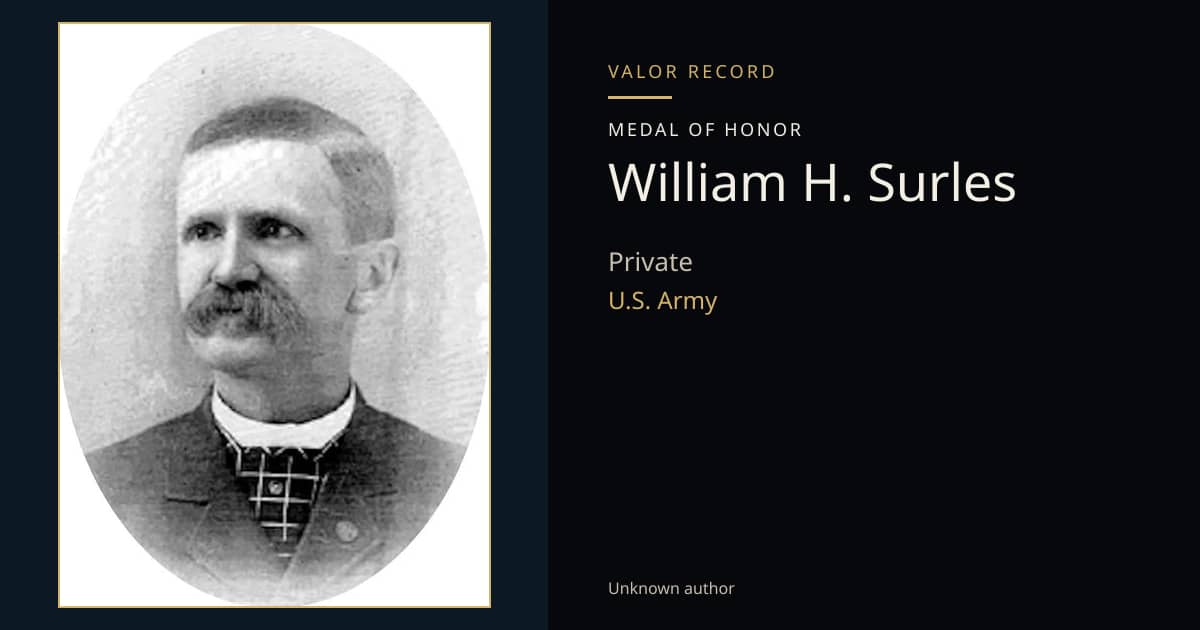 VALOR RECORD
MEDAL OF HONOR
William H. Surles
Private
U.S. Army
Unknown author